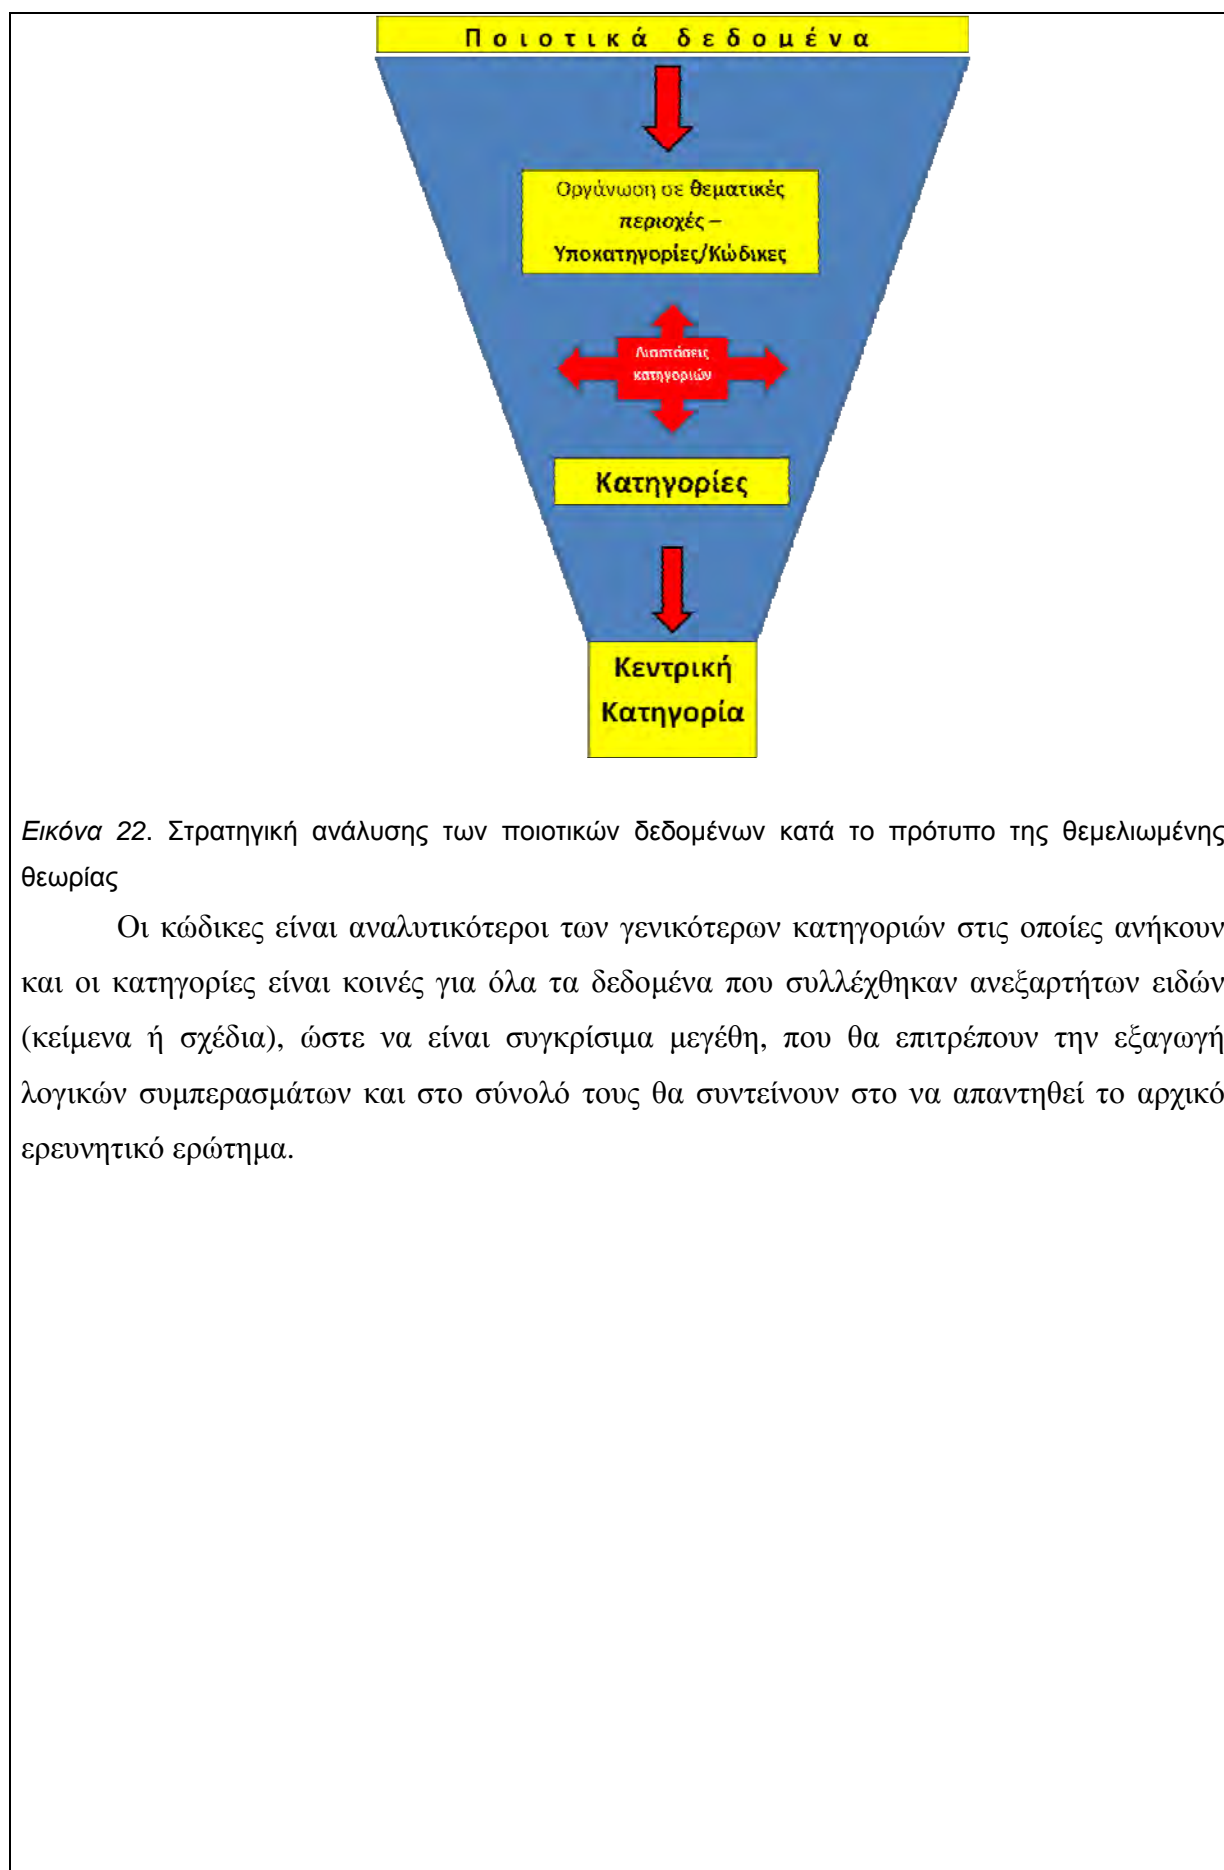 Ποιοτικά δεδομένα
Οργάνωση σε θεματικές
περιοχές –
Υποκατηγορίες/Κώδικες
Διαστάσεις
κατηγοριών
Κατηγορίες
Κεντρική
Κατηγορία
Εικόνα 22. Στρατηγική ανάλυσης των ποιοτικών δεδομένων κατά το πρότυπο της θεμελιωμένης
θεωρίας
Οι κώδικες είναι αναλυτικότεροι των γενικότερων κατηγοριών στις οποίες ανήκουν
και οι κατηγορίες είναι κοινές για όλα τα δεδομένα που συλλέχθηκαν ανεξαρτήτων ειδών
(κείμενα ή σχέδια), ώστε να είναι συγκρίσιμα μεγέθη, που θα επιτρέπουν την εξαγωγή
λογικών συμπερασμάτων και στο σύνολό τους θα συντείνουν στο να απαντηθεί το αρχικό
ερευνητικό ερώτημα.